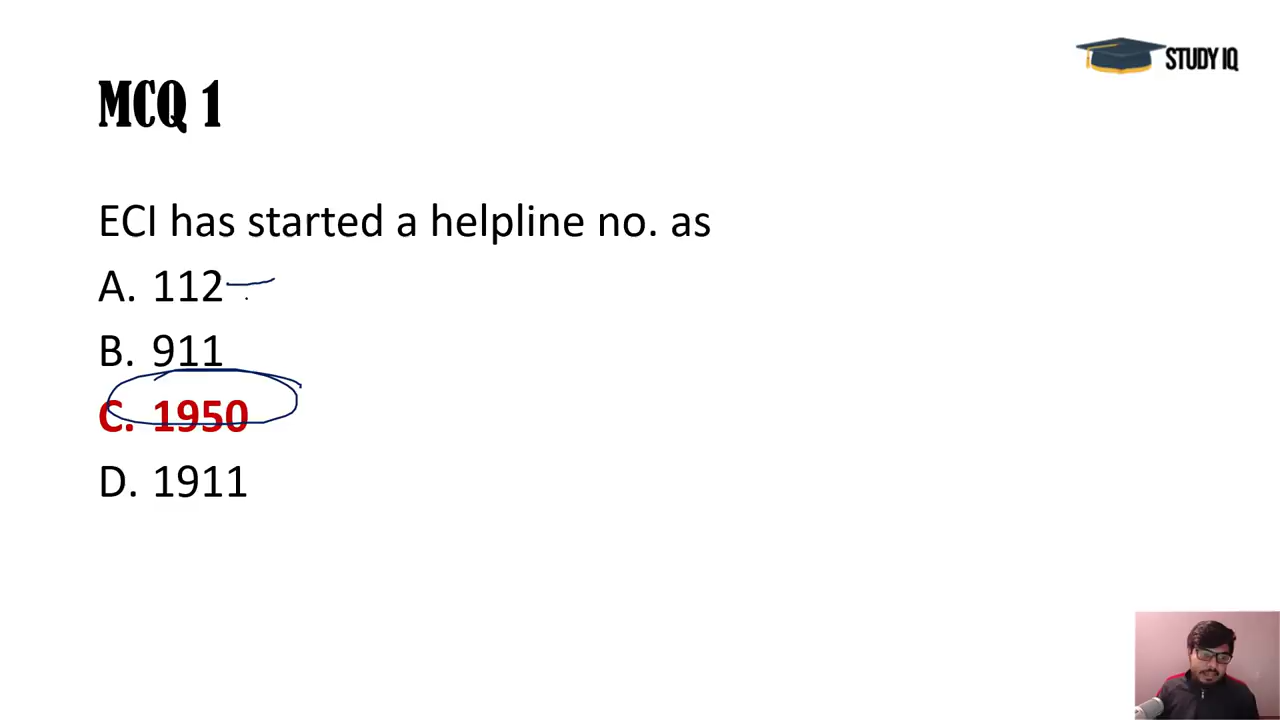 STUDY IQ
MCQ 1
ECI has started a helpline no. as
A. 112
B. 911
C. 1950
D. 1911